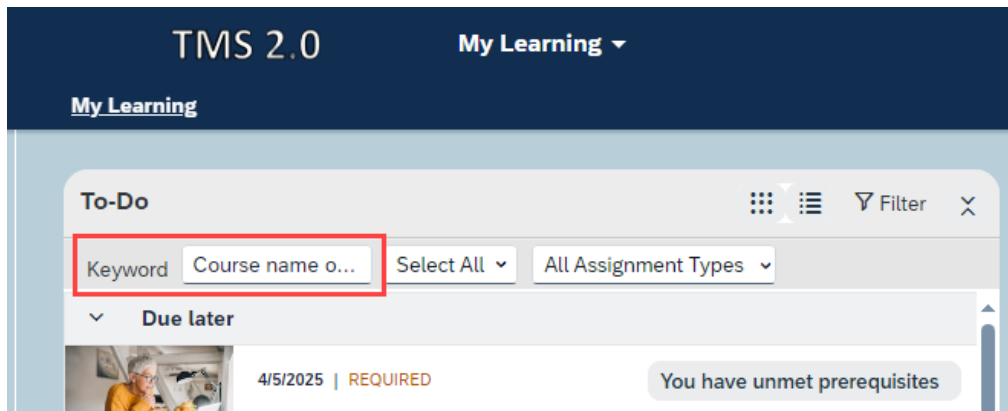 TMS 2.0 My Learning
My Learning
To-Do Filter
Keyword Course name o... Select All All Assignment Types
Due later
4/5/2025 | REQUIRED You have unmet prerequisites